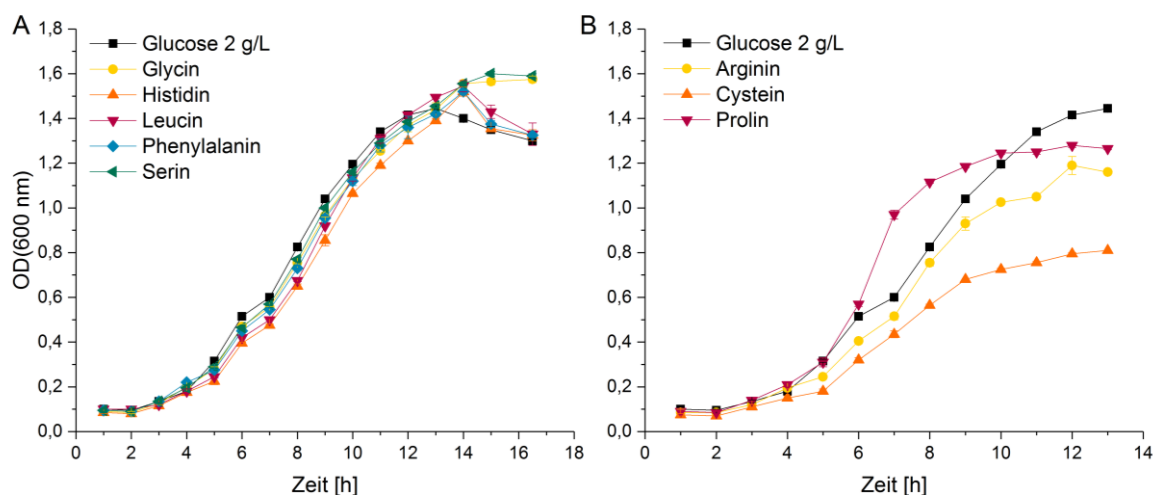 A
Glucose 2 g/L
Glycin
Histidin
Leucin
Phenylalanin
Serin
1,8
1,6
1,4
1,2
1,0
0,8
0,6
0,4
0,2
0,0
OD(600 nm)
0 2 4 6 8 10 12 14 16 18
Zeit [h]
B
Glucose 2 g/L
Arginin
Cystein
Prolin
1,8
1,6
1,4
1,2
1,0
0,8
0,6
0,4
0,2
0,0
0 2 4 6 8 10 12 14
Zeit [h]